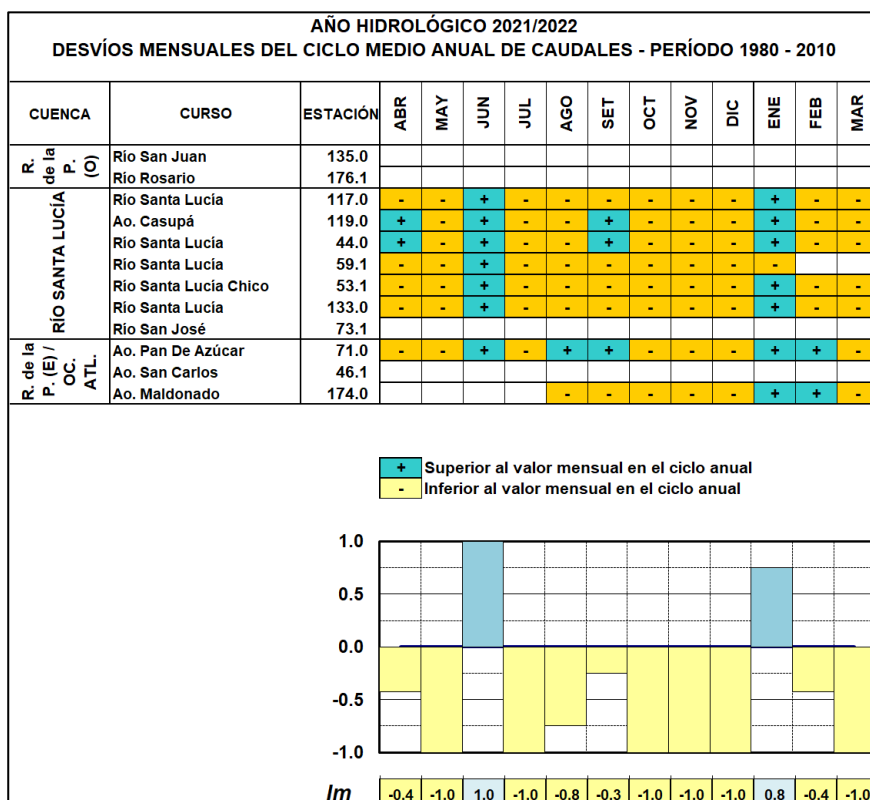 AÑO HIDROLÓGICO 2021/2022
DESVÍOS MENSUALES DEL CICLO MEDIO ANUAL DE CAUDALES - PERÍODO 1980 - 2010
CUENCA CURSO ESTACIÓN ABR MAY JUN JUL AGO SET OCT NOV DIC ENE FEB MAR
R. de la P. (O)
Río San Juan 135.0
Río Rosario 176.1
RÍO SANTA LUCÍA
Río Santa Lucía 117.0 - - + - - - - - - + - -
Ao. Casupá 119.0 + - + - - + - - - + - -
Río Santa Lucía 44.0 + - + - - + - - - + - -
Río Santa Lucía 59.1 - - + - - - - - - -
Río Santa Lucía Chico 53.1 - - + - - - - - - + - -
Río Santa Lucía 133.0 - - + - - - - - - + - -
Río San José 73.1
R. de la P. (E) / OC. ATL.
Ao. Pan De Azúcar 71.0 - - + - + + - - - + + -
Ao. San Carlos 46.1
Ao. Maldonado 174.0 - - - - - + + -
+ Superior al valor mensual en el ciclo anual
- Inferior al valor mensual en el ciclo anual
1.0
0.5
0.0
-0.5
-1.0
Im -0.4 -1.0 1.0 -1.0 -0.8 -0.3 -1.0 -1.0 -1.0 0.8 -0.4 -1.0